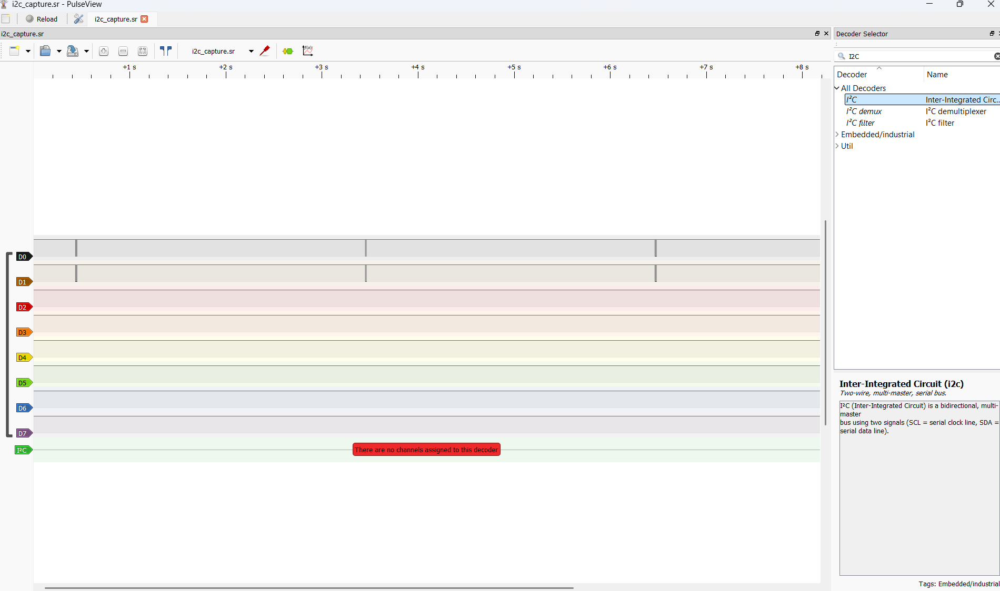 i2c_capture.sr - PulseView
Reload
i2c_capture.sr
i2c_capture.sr
Decoder Selector
i2c_capture.sr
f(x)
I2C
+1 s +2 s +3 s +4 s +5 s +6 s +7 s +8 s
Decoder Name
All Decoders
I²C Inter-Integrated Circ...
I²C demux I²C demultiplexer
I²C filter I²C filter
Embedded/industrial
Util
D0
D1
D2
D3
D4
D5
D6
D7
I²C
There are no channels assigned to this decoder
Inter-Integrated Circuit (i2c)
Two-wire, multi-master, serial bus.
I²C (Inter-Integrated Circuit) is a bidirectional, multi-
master
bus using two signals (SCL = serial clock line, SDA =
serial data line).
Tags: Embedded/industrial